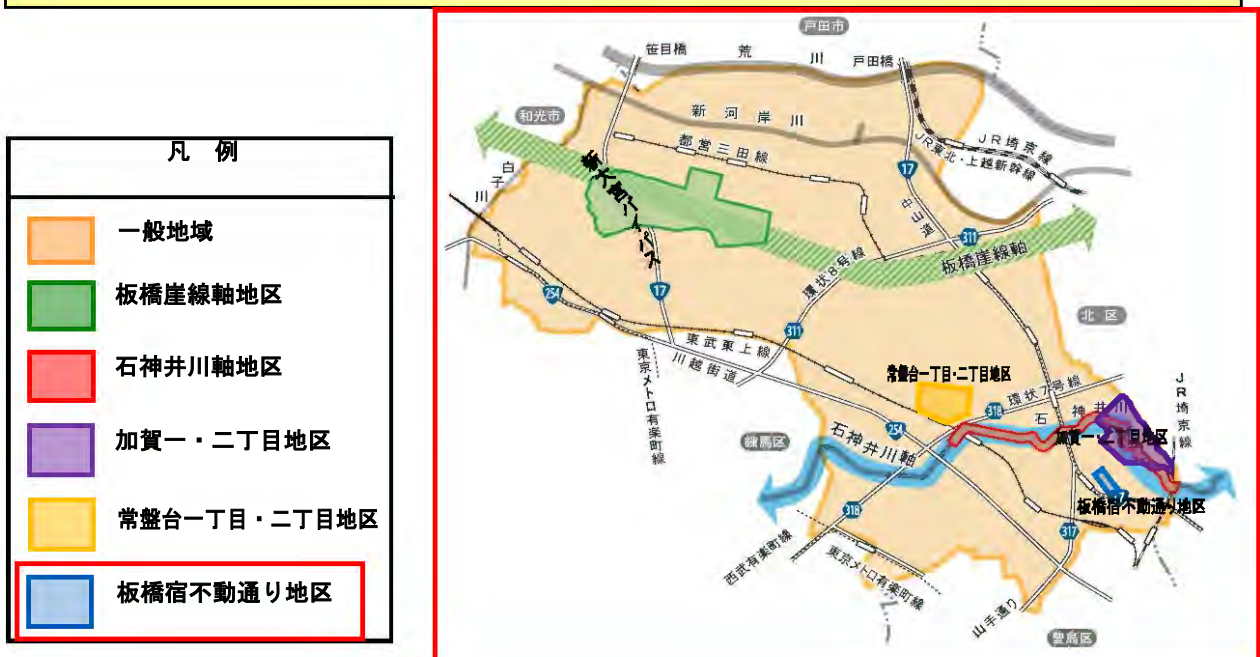 凡 例
一般地域
板橋崖線軸地区
石神井川軸地区
加賀一・二丁目地区
常盤台一丁目・二丁目地区
板橋宿不動通り地区
戸田市
笹目橋
荒川
戸田橋
和光市
新河岸川
都営三田線
JR埼京線
JR東北・上越新幹線
白子川
新大宮バイパス
17
中山道
311
板橋崖線軸
環状8号線
254
17
311
北区
東武東上線
川越街道
東京メトロ有楽町線
常盤台一丁目・二丁目地区
環状7号線
318
石神井川
JR埼京線
254
加賀一・二丁目地区
練馬区
石神井川軸
板橋宿不動通り地区
318
317
西武有楽町線
東京メトロ有楽町線
山手通り
豊島区